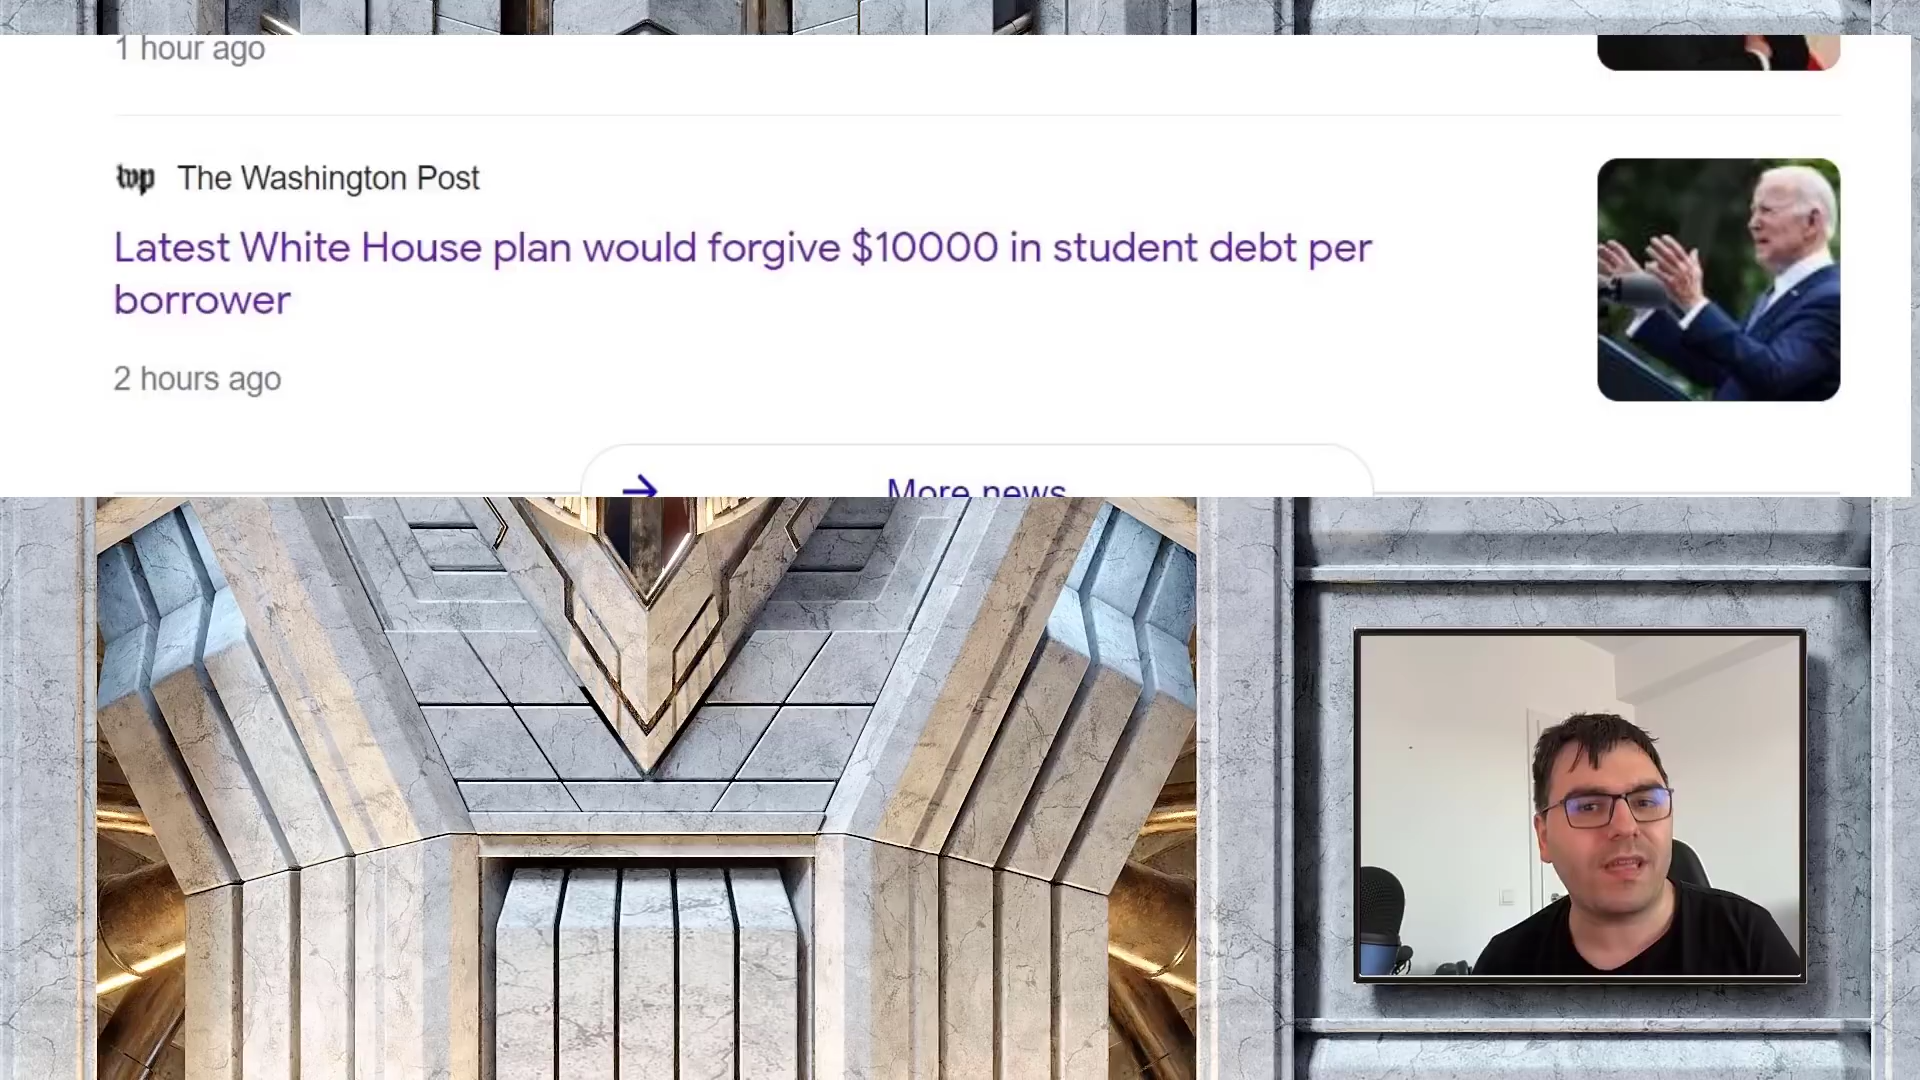 1 hour ago
wp The Washington Post
Latest White House plan would forgive $10000 in student debt per
borrower
2 hours ago
More news